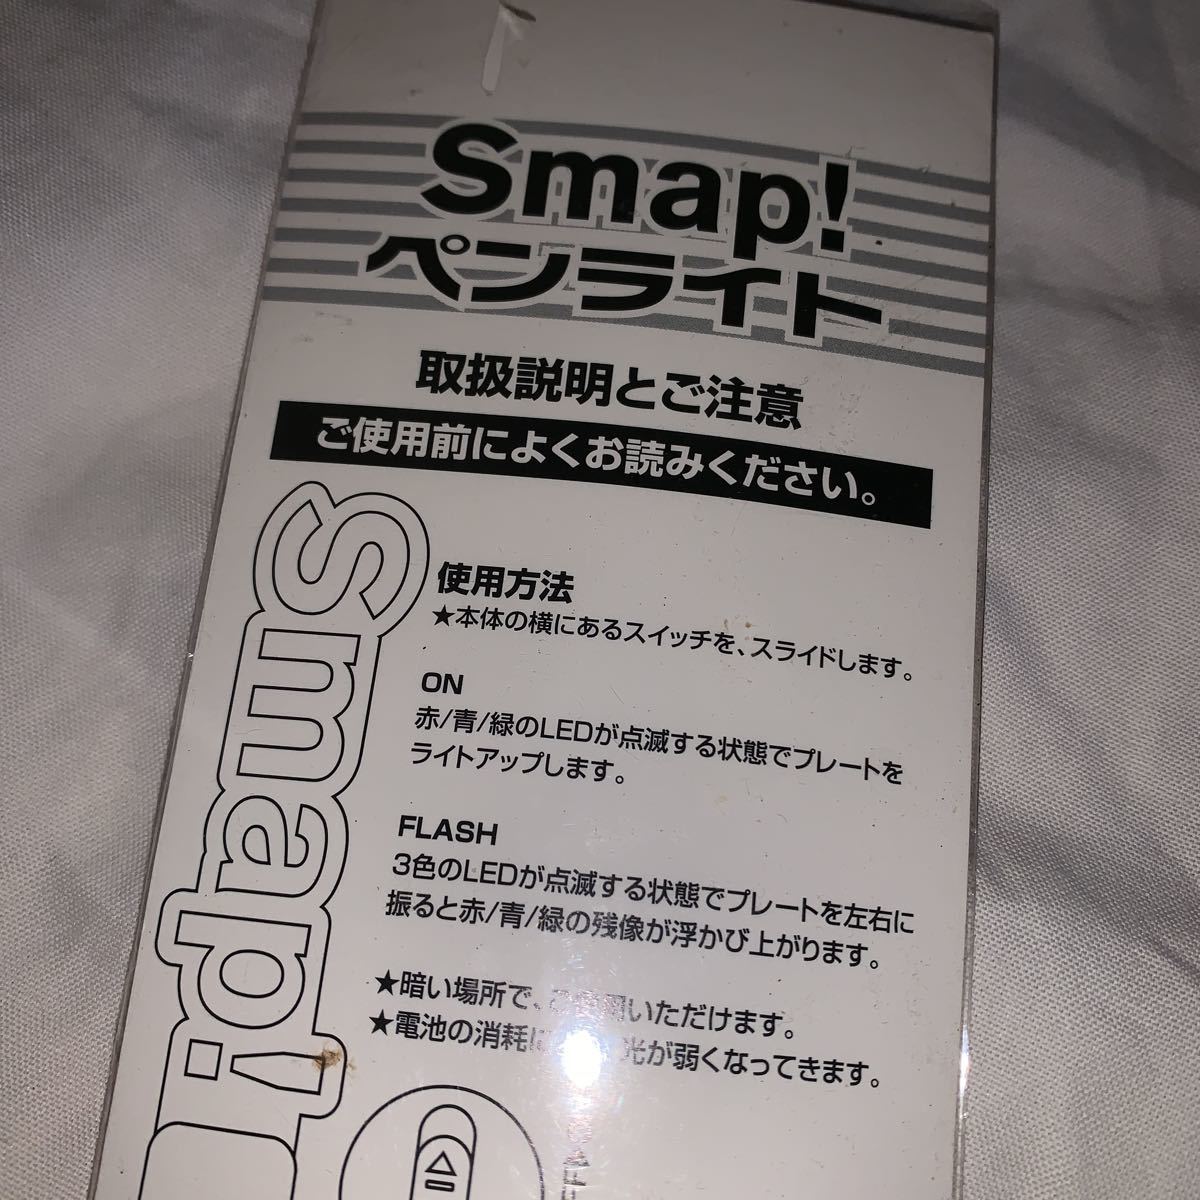 Smap!
ペンライト
取扱説明とご注意
ご使用前によくお読みください。
使用方法
★本体の横にあるスイッチを、スライドします。
ON
赤/青/緑のLEDが点滅する状態でプレートを
ライトアップします。
FLASH
3色のLEDが点滅する状態でプレートを左右に
振ると赤/青/緑の残像が浮かび上がります。
★暗い場所で、ご使用いただけます。
★電池の消耗に 光が弱くなってきます。
Smap!